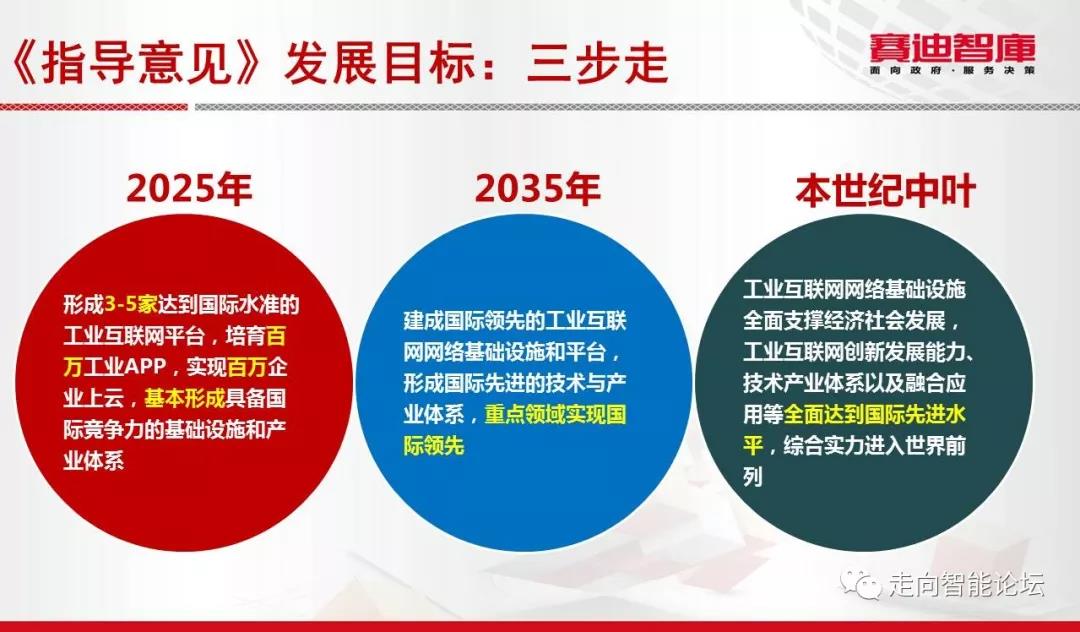 《指导意见》发展目标：三步走
赛迪智庫
面向政府·服务决策
2025年
形成3-5家达到国际水准的
工业互联网平台，培育百
万工业APP，实现百万企
业上云，基本形成具备国
际竞争力的基础设施和产
业体系
2035年
建成国际领先的工业互联
网网络基础设施和平台，
形成国际先进的技术与产
业体系，重点领域实现国
际领先
本世纪中叶
工业互联网网络基础设施
全面支撑经济社会发展，
工业互联网创新发展能力、
技术产业体系以及融合应
用等全面达到国际先进水
平，综合实力进入世界前
列
走向智能论坛